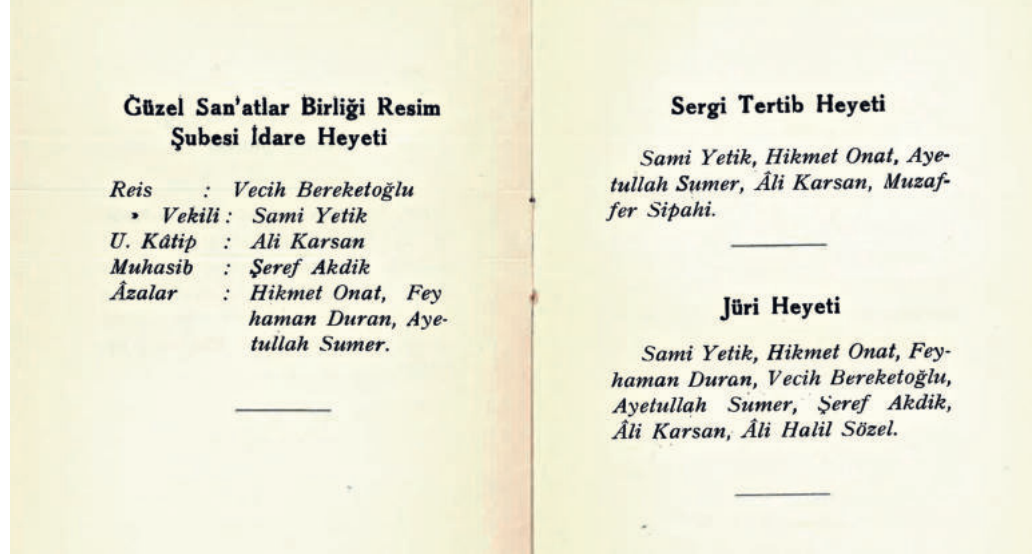 Güzel San'atlar Birliği Resim
Şubesi İdare Heyeti
Reis : Vecih Bereketoğlu
» Vekili : Sami Yetik
U. Kâtip : Ali Karsan
Muhasib : Şeref Akdik
Âzalar : Hikmet Onat, Fey
haman Duran, Aye-
tullah Sumer.
Sergi Tertib Heyeti
Sami Yetik, Hikmet Onat, Aye-
tullah Sumer, Âli Karsan, Muzaf-
fer Sipahi.
Jüri Heyeti
Sami Yetik, Hikmet Onat, Fey-
haman Duran, Vecih Bereketoğlu,
Ayetullah Sumer, Şeref Akdik,
Âli Karsan, Âli Halil Sözel.